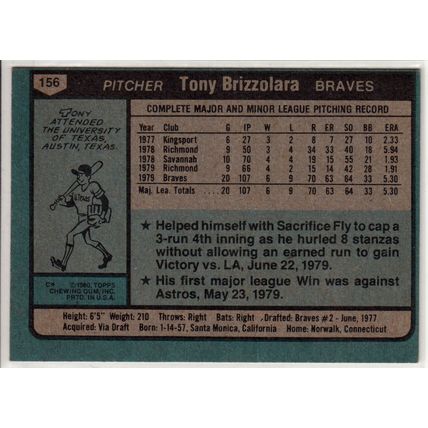 156
PITCHER Tony Brizzolara BRAVES
TONY
ATTENDED
THE UNIVERSITY
OF TEXAS,
AUSTIN, TEXAS.
COMPLETE MAJOR AND MINOR LEAGUE PITCHING RECORD
Year Club G IP W L R ER SO BB ERA
1977 Kingsport 6 27 3 2 8 7 27 10 2.33
1978 Richmond 9 50 3 4 34 33 40 18 5.94
1978 Savannah 10 70 4 4 19 15 55 21 1.93
1979 Richmond 9 66 4 2 14 14 28 17 1.91
1979 Braves 20 107 6 9 70 63 64 33 5.30
Maj. Lea. Totals 20 107 6 9 70 63 64 33 5.30
★ Helped himself with Sacrifice Fly to cap a
3-run 4th inning as he hurled 8 stanzas
without allowing an earned run to gain
Victory vs. LA, June 22, 1979.
★ His first major league Win was against
Astros, May 23, 1979.
© 1980, TOPPS
CHEWING GUM, INC.
PRTD. IN U.S.A.
Height: 6'5" Weight: 210 Throws: Right Bats: Right Drafted: Braves #2 - June, 1977
Acquired: Via Draft Born: 1-14-57, Santa Monica, California Home: Norwalk, Connecticut